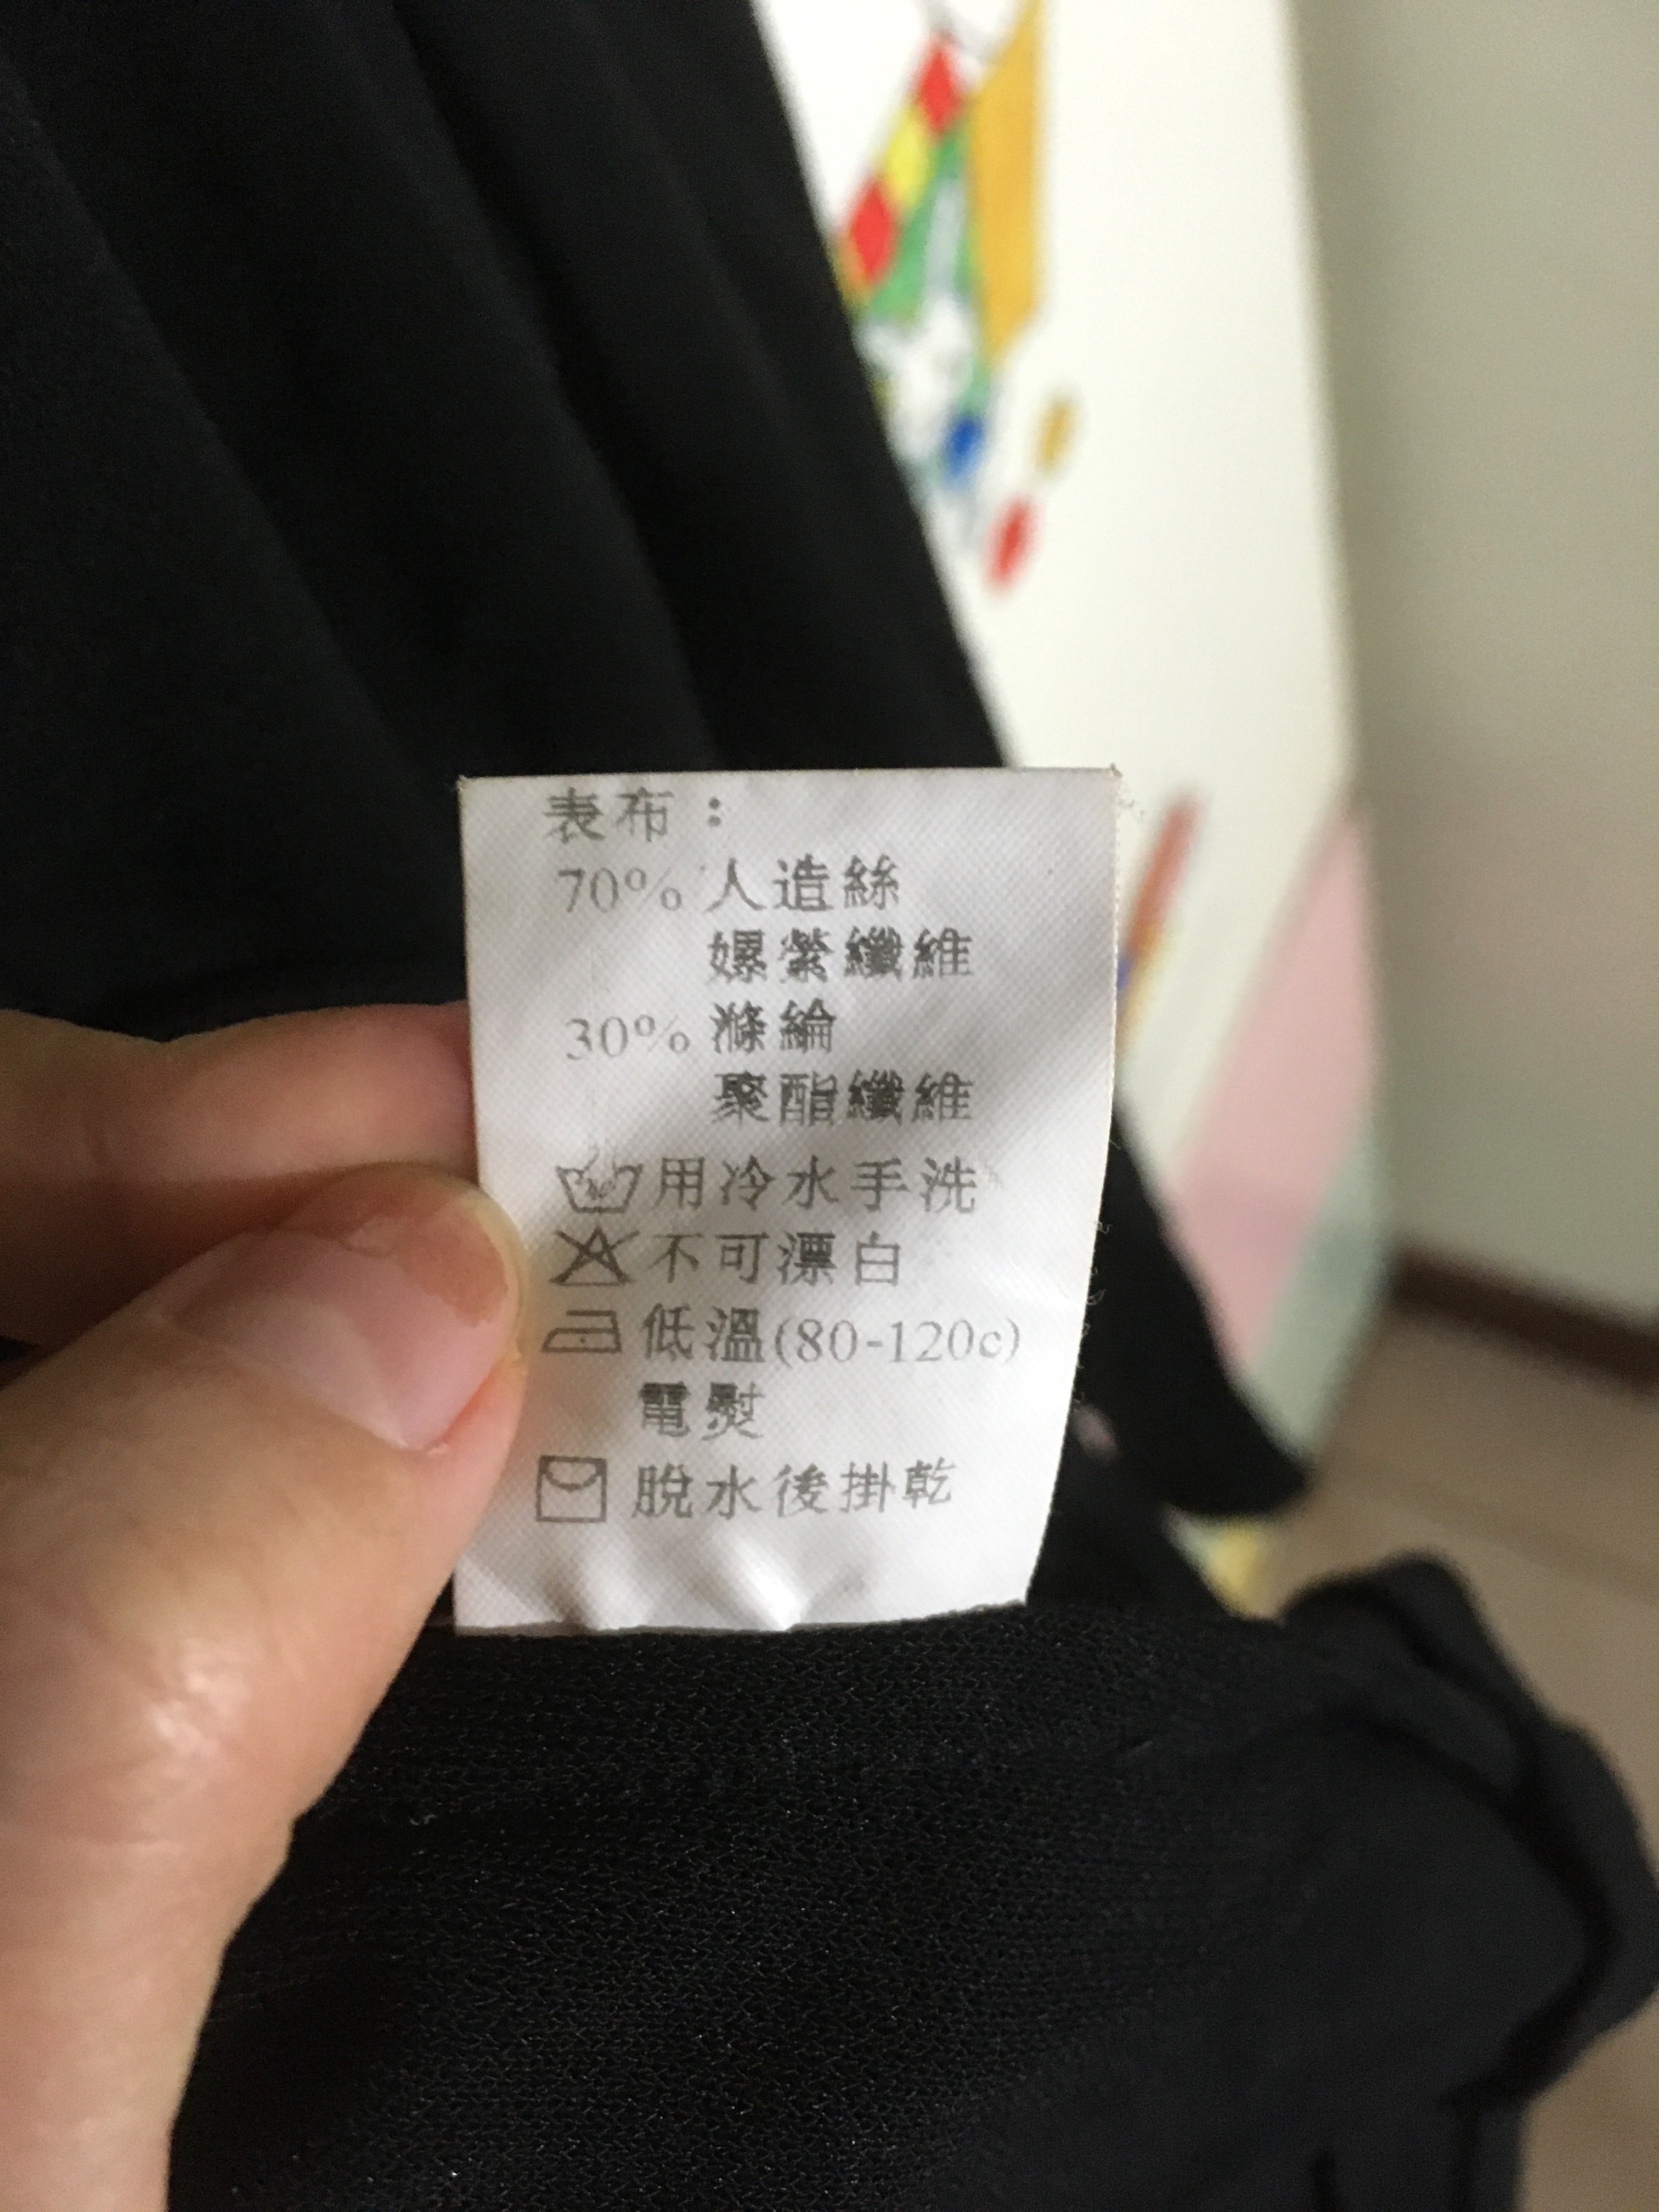 表布：
70% 人造絲
嫘縈纖維
30% 滌綸
聚酯纖維
用冷水手洗
不可漂白
低溫(80-120c)
電熨
脫水後掛乾